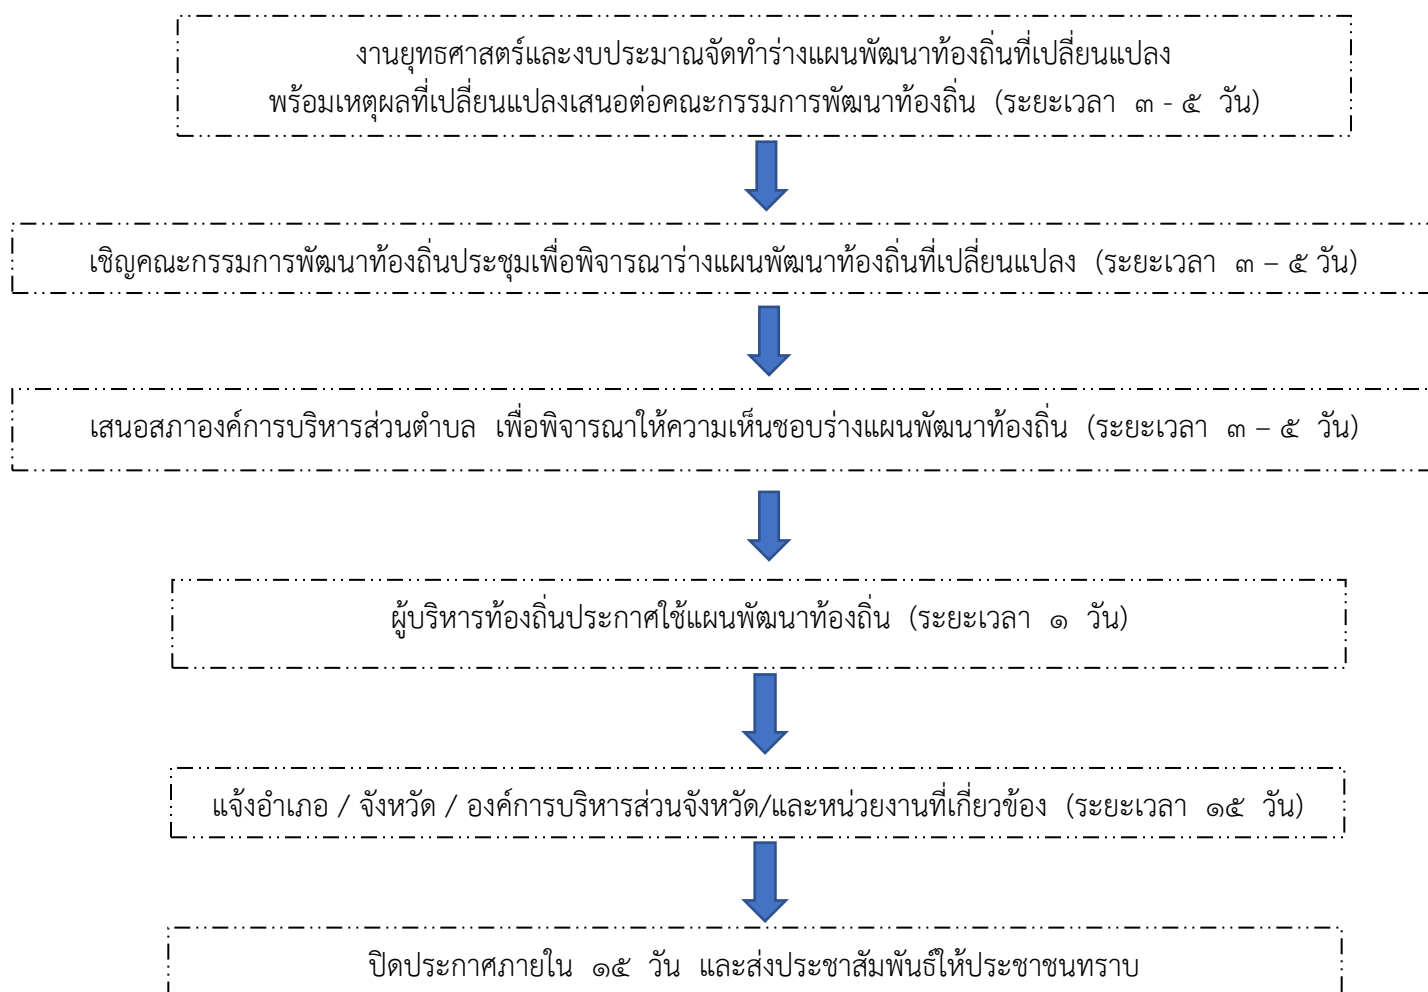 งานยุทธศาสตร์และงบประมาณจัดทำร่างแผนพัฒนาท้องถิ่นที่เปลี่ยนแปลง
พร้อมเหตุผลที่เปลี่ยนแปลงเสนอต่อคณะกรรมการพัฒนาท้องถิ่น (ระยะเวลา ๓ - ๕ วัน)
เชิญคณะกรรมการพัฒนาท้องถิ่นประชุมเพื่อพิจารณาร่างแผนพัฒนาท้องถิ่นที่เปลี่ยนแปลง (ระยะเวลา ๓ – ๕ วัน)
เสนอสภาองค์การบริหารส่วนตำบล เพื่อพิจารณาให้ความเห็นชอบร่างแผนพัฒนาท้องถิ่น (ระยะเวลา ๓ – ๕ วัน)
ผู้บริหารท้องถิ่นประกาศใช้แผนพัฒนาท้องถิ่น (ระยะเวลา ๑ วัน)
แจ้งอำเภอ / จังหวัด / องค์การบริหารส่วนจังหวัด/และหน่วยงานที่เกี่ยวข้อง (ระยะเวลา ๑๕ วัน)
ปิดประกาศภายใน ๑๕ วัน และส่งประชาสัมพันธ์ให้ประชาชนทราบ